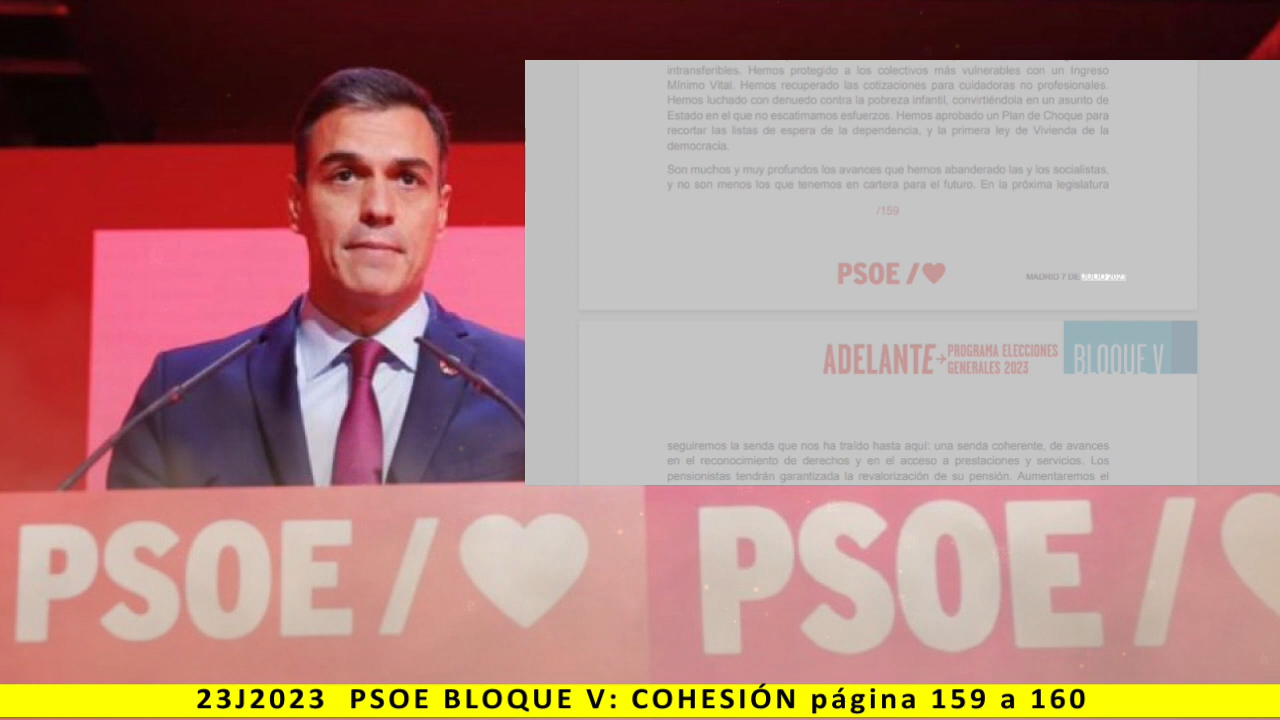 intransferibles. Hemos protegido a los colectivos más vulnerables con un Ingreso
Mínimo Vital. Hemos recuperado las cotizaciones para cuidadoras no profesionales.
Hemos luchado con denuedo contra la pobreza infantil, convirtiéndola en un asunto de
Estado en el que no escatimamos esfuerzos. Hemos aprobado un Plan de Choque para
recortar las listas de espera de la dependencia, y la primera ley de Vivienda de la
democracia.
Son muchos y muy profundos los avances que hemos abanderado las y los socialistas,
y no son menos los que tenemos en cartera para el futuro. En la próxima legislatura
/159
PSOE /
MADRID 7 DE JULIO 2023
ADELANTE→PROGRAMA ELECCIONES
GENERALES 2023
BLOQUE V
seguiremos la senda que nos ha traído hasta aquí: una senda coherente, de avances
en el reconocimiento de derechos y en el acceso a prestaciones y servicios. Los
pensionistas tendrán garantizada la revalorización de su pensión. Aumentaremos el
PSOE /
PSOE /
23J2023 PSOE BLOQUE V: COHESIÓN página 159 a 160